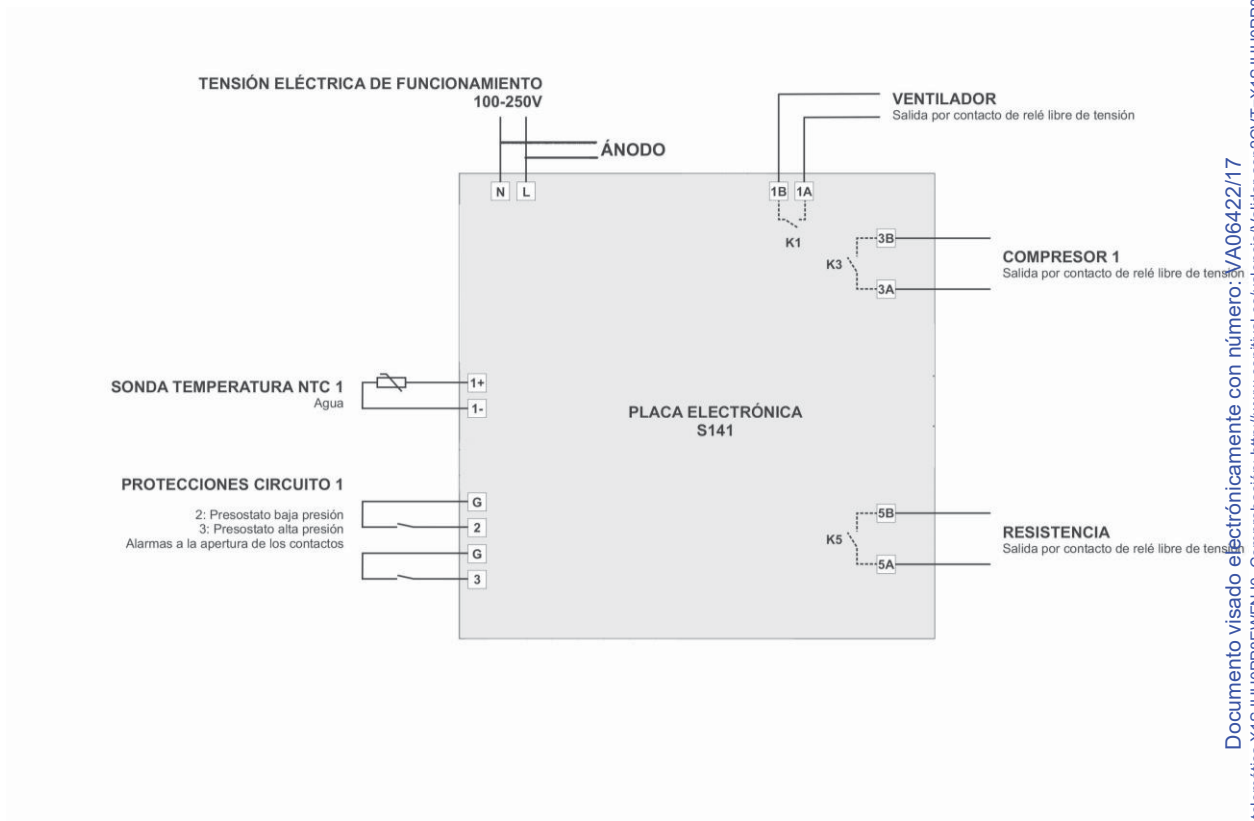 TENSIÓN ELÉCTRICA DE FUNCIONAMIENTO
100-250V
ÁNODO
N L
VENTILADOR
Salida por contacto de relé libre de tensión
1B 1A
K1
3B
K3
3A
COMPRESOR 1
Salida por contacto de relé libre de tensión
SONDA TEMPERATURA NTC 1
Agua
1+
1-
PLACA ELECTRÓNICA
S141
PROTECCIONES CIRCUITO 1
2: Presostato baja presión
3: Presostato alta presión
Alarmas a la apertura de los contactos
G
2
G
3
5B
K5
5A
RESISTENCIA
Salida por contacto de relé libre de tensión
Documento visado electrónicamente con número: VA06422/17